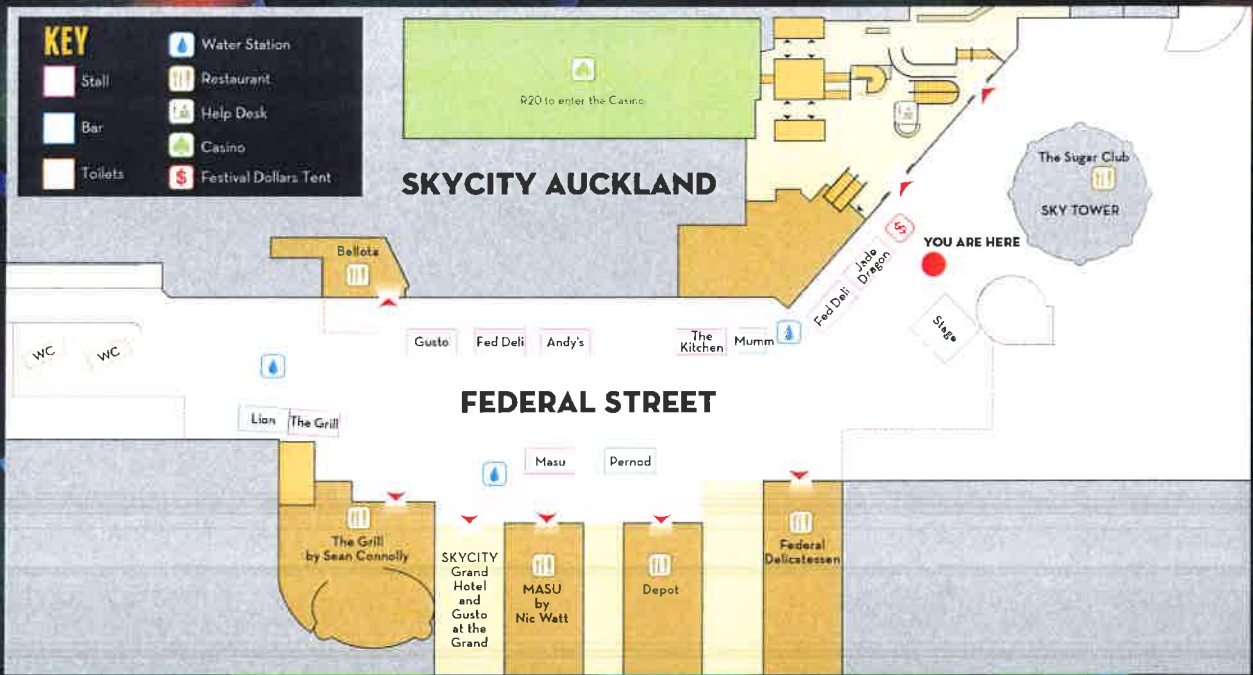 KEY
Stall
Bar
Toilets
Water Station
Restaurant
Help Desk
Casino
$ Festival Dollars Tent
R20 to enter the Casino
SKYCITY AUCKLAND
The Sugar Club
SKY TOWER
$
YOU ARE HERE
Jade
Dragon
Fed Deli
Stage
Bellota
WC
WC
Gusto
Fed Deli
Andy's
The
Kitchen
Mumm
FEDERAL STREET
Lion
The Grill
Masu
Pernod
The Grill
by Sean Connolly
SKYCITY
Grand
Hotel
and
Gusto
at the
Grand
MASU
by
Nic Watt
Depot
Federal
Delicatessen